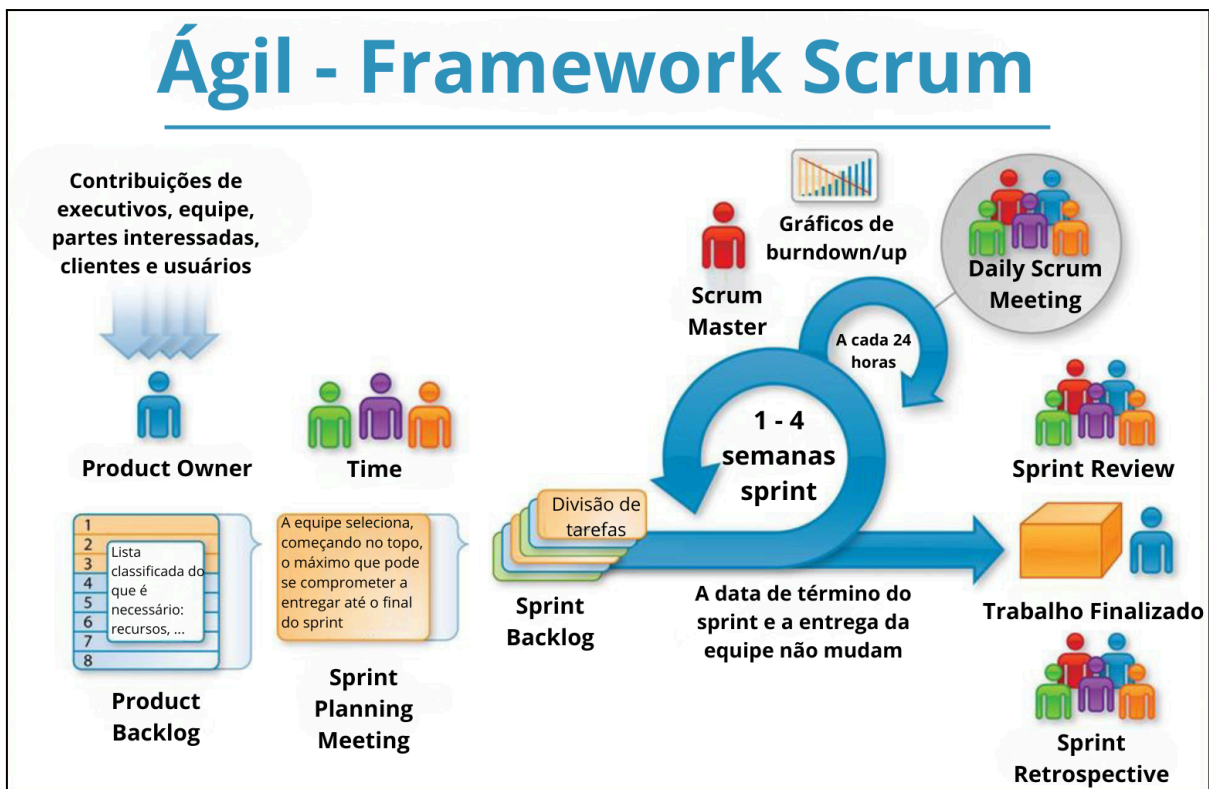 Ágil - Framework Scrum
Contribuições de
executivos, equipe,
partes interessadas,
clientes e usuários
Product Owner
1
2
3
4
5
6
7
8
Lista
classificada do
que é
necessário:
recursos, ...
Product
Backlog
Time
A equipe seleciona,
começando no topo,
o máximo que pode
se comprometer a
entregar até o final
do sprint
Sprint
Planning
Meeting
Divisão de
tarefas
Sprint
Backlog
Scrum
Master
Gráficos de
burndown/up
A cada 24
horas
Daily Scrum
Meeting
1 - 4
semanas
sprint
A data de término do
sprint e a entrega da
equipe não mudam
Sprint Review
Trabalho Finalizado
Sprint
Retrospective